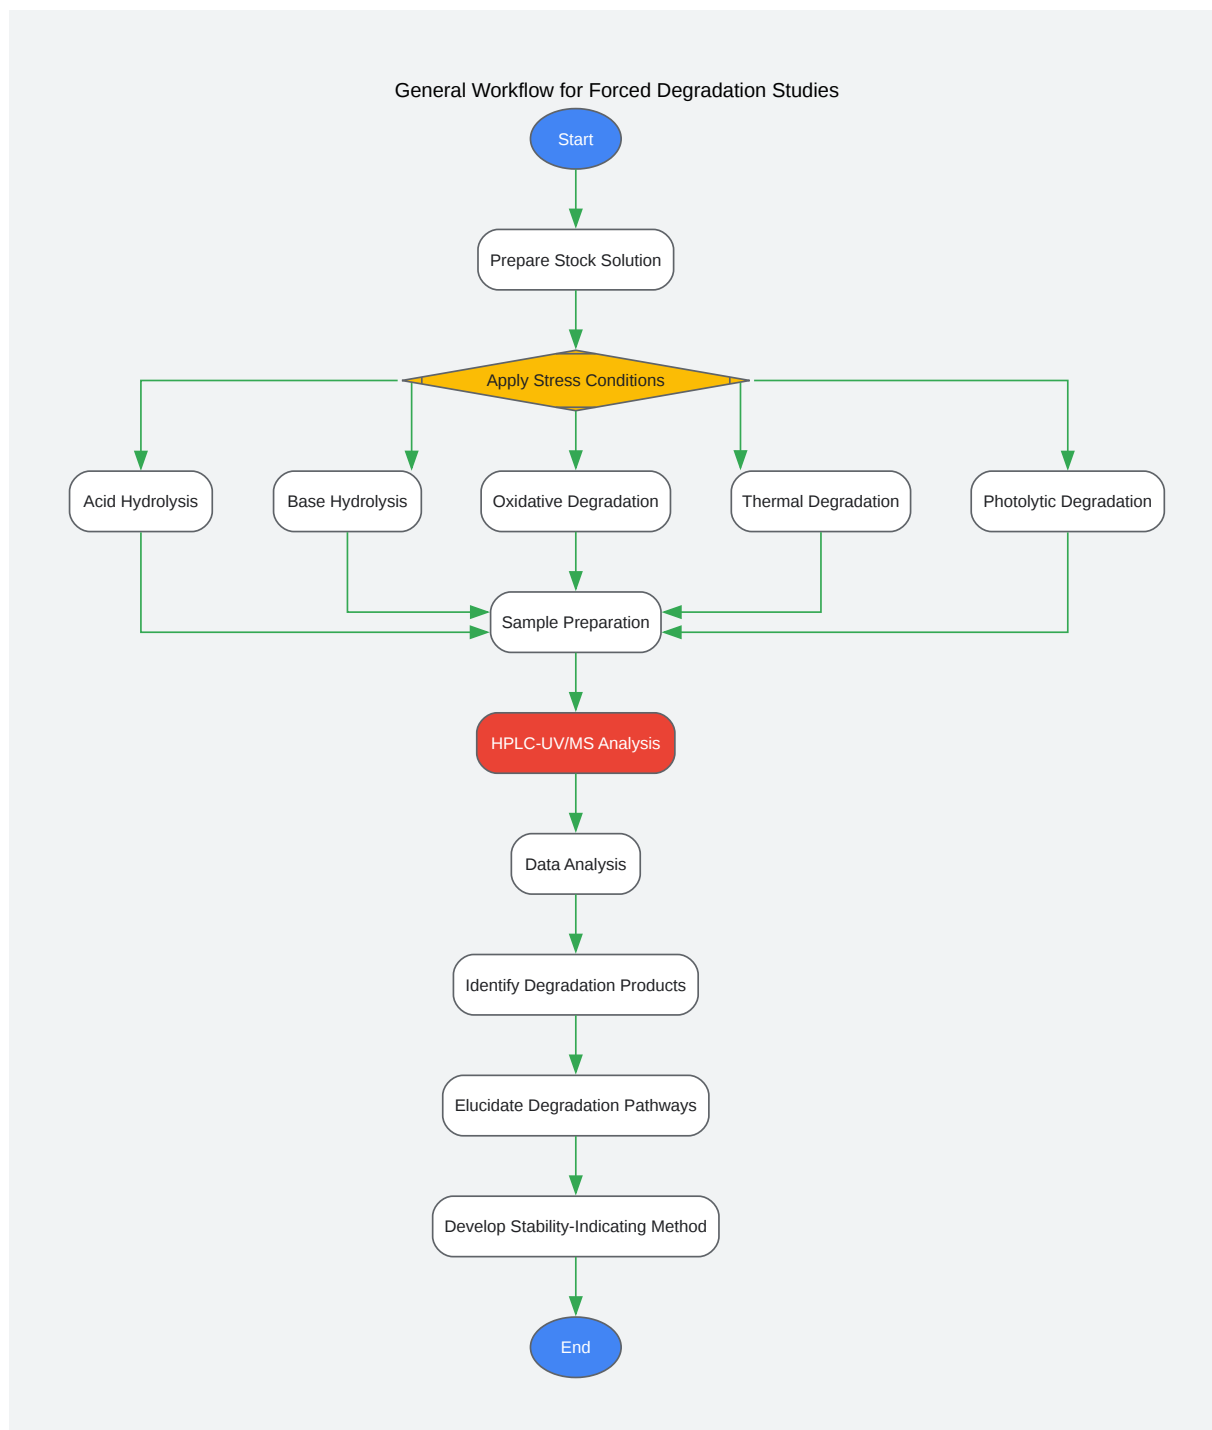 General Workflow for Forced Degradation Studies
Start
Prepare Stock Solution
Apply Stress Conditions
Acid Hydrolysis
Base Hydrolysis
Oxidative Degradation
Thermal Degradation
Photolytic Degradation
Sample Preparation
HPLC-UV/MS Analysis
Data Analysis
Identify Degradation Products
Elucidate Degradation Pathways
Develop Stability-Indicating Method
End